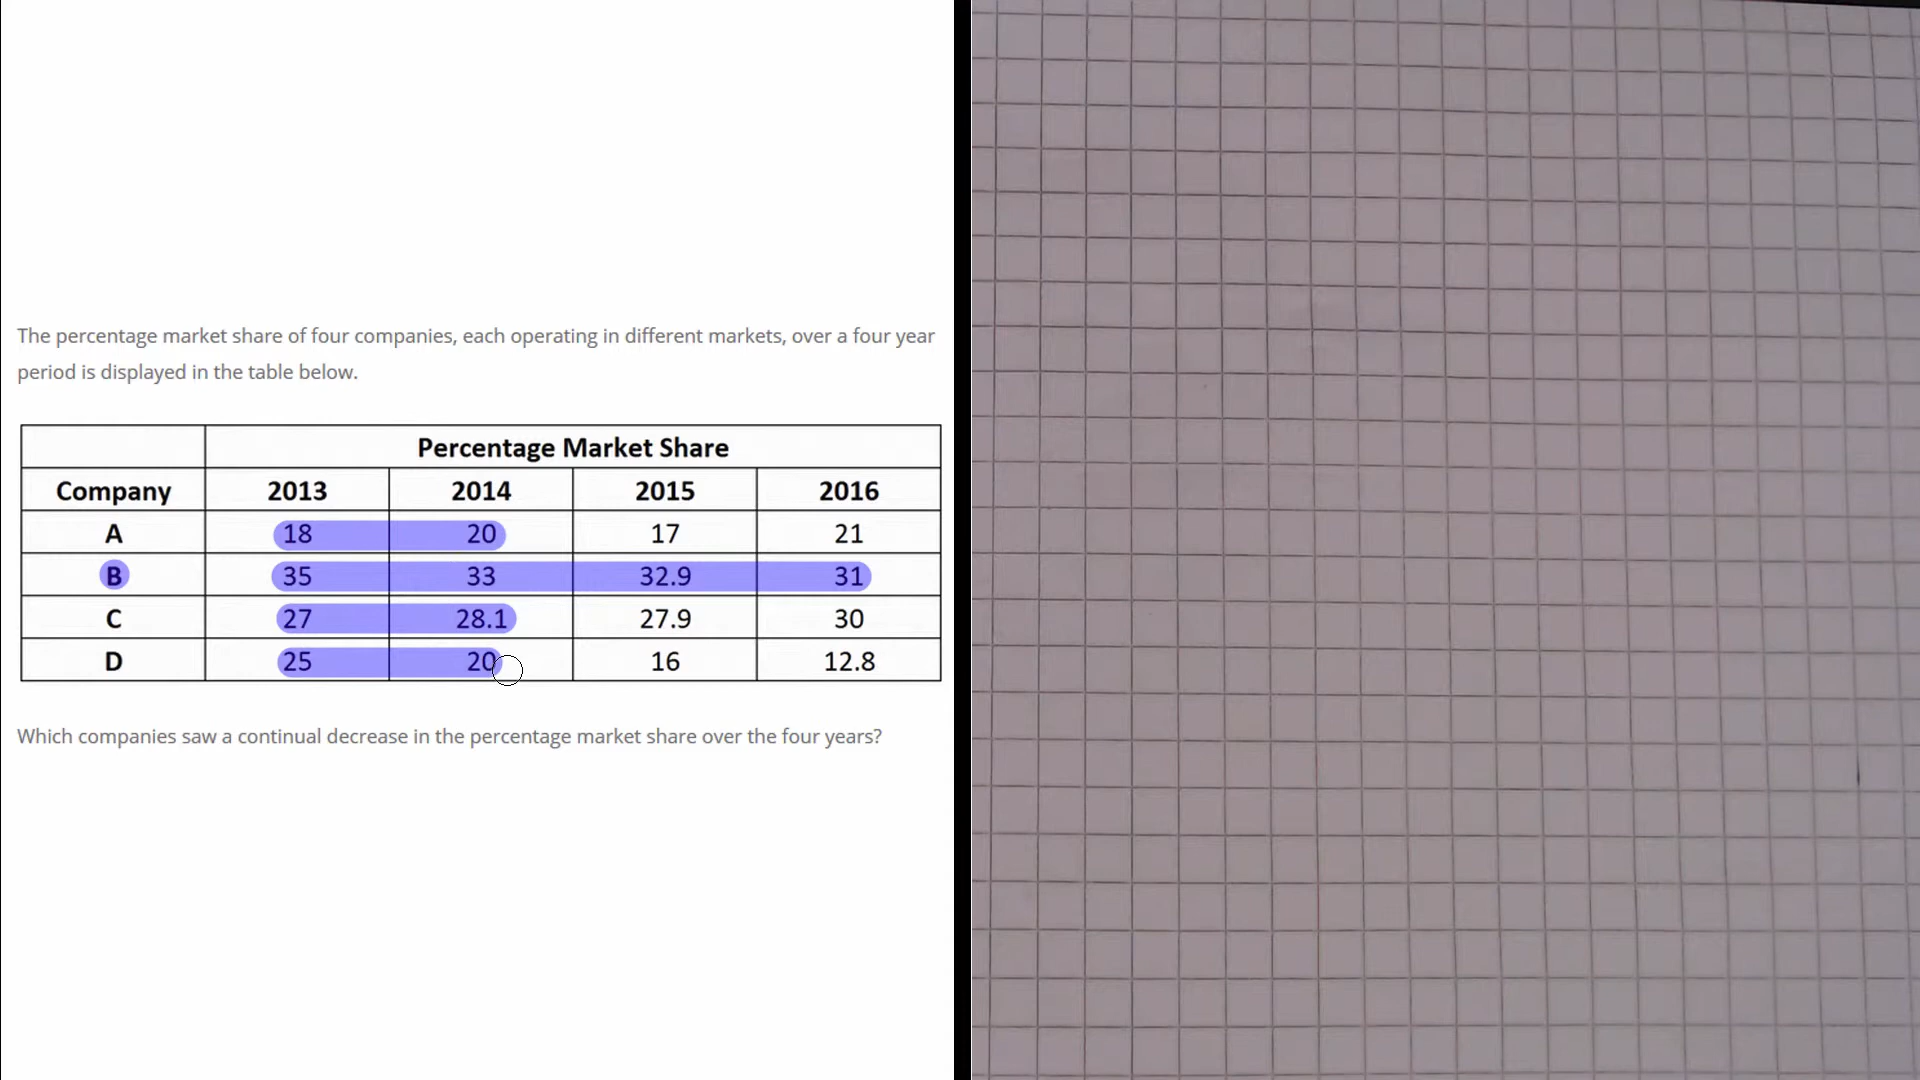 The percentage market share of four companies, each operating in different markets, over a four year
period is displayed in the table below.
Percentage Market Share
Company 2013 2014 2015 2016
A 18 20 17 21
B 35 33 32.9 31
C 27 28.1 27.9 30
D 25 20 16 12.8
Which companies saw a continual decrease in the percentage market share over the four years?